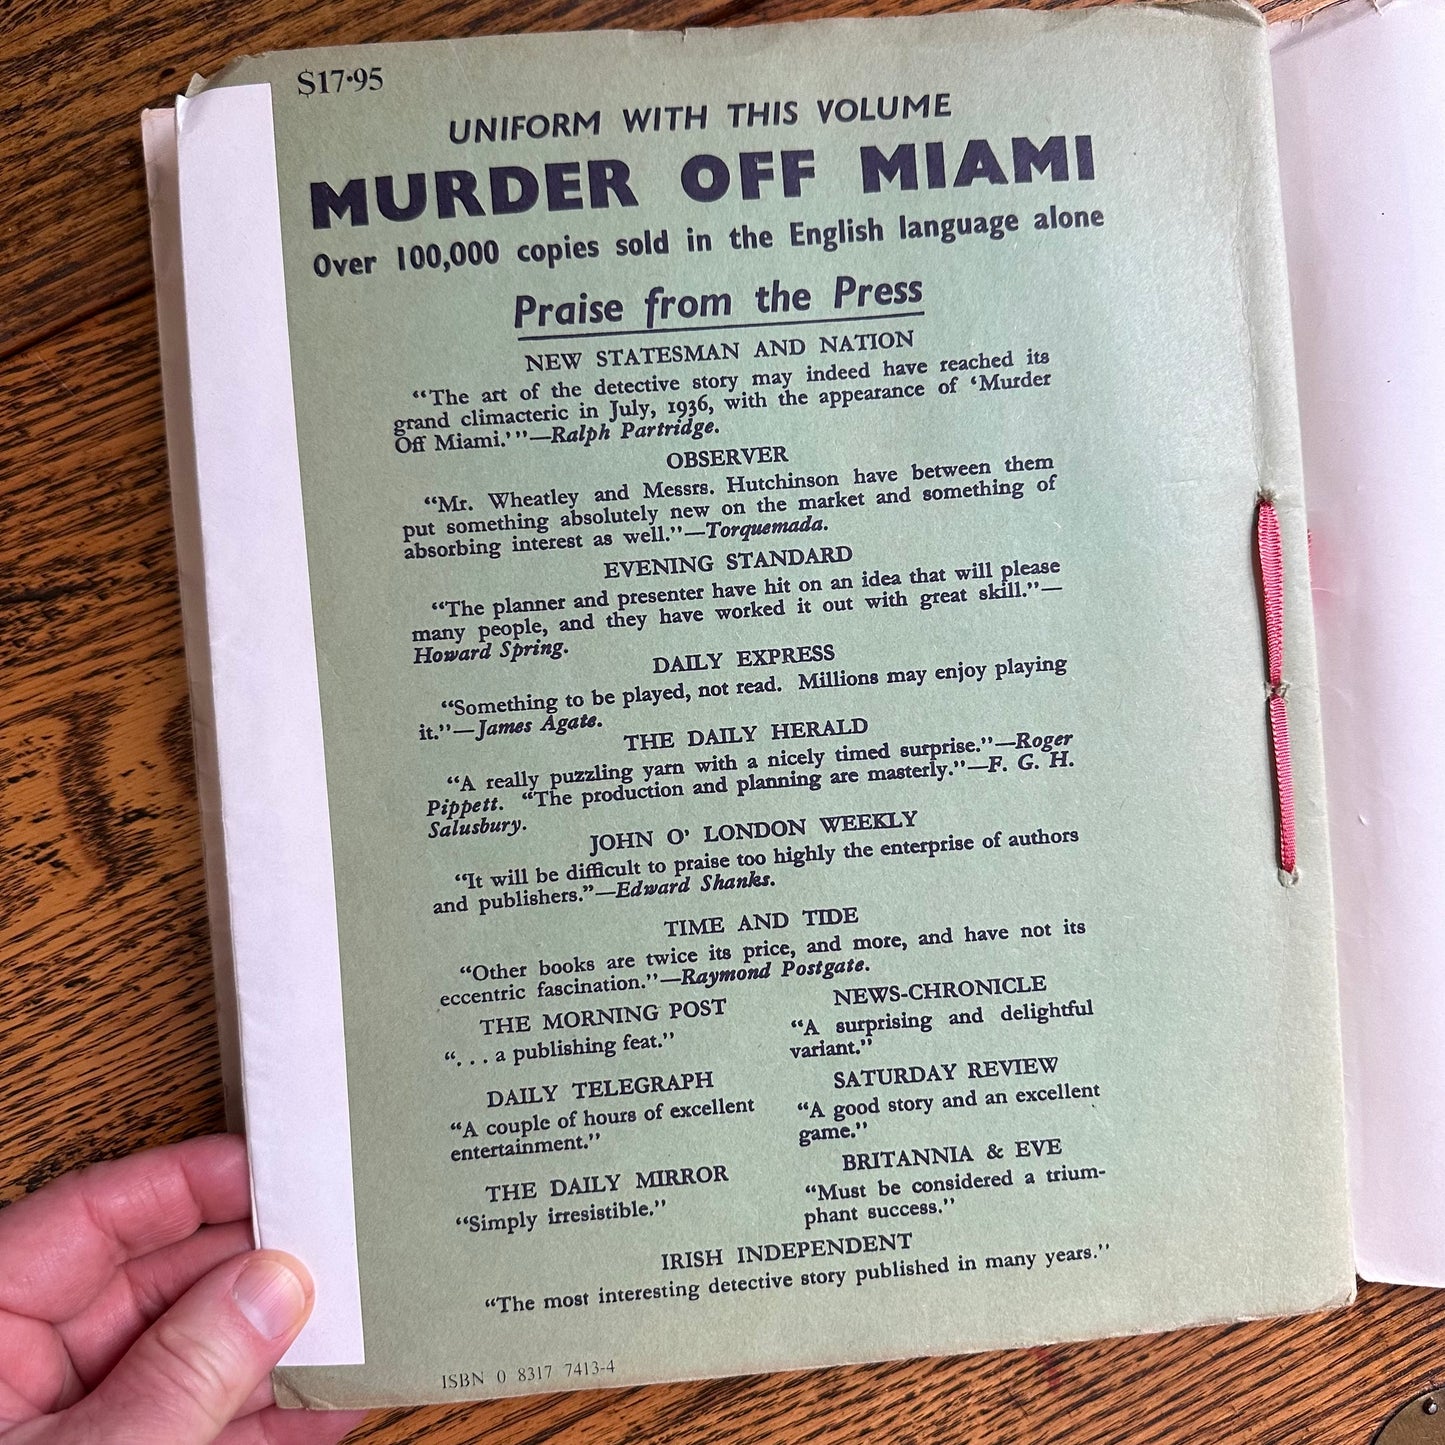 $17·95
UNIFORM WITH THIS VOLUME
MURDER OFF MIAMI
Over 100,000 copies sold in the English language alone
Praise from the Press
NEW STATESMAN AND NATION
“The art of the detective story may indeed have reached its
grand climacteric in July, 1936, with the appearance of ‘Murder
Off Miami.’”—Ralph Partridge.
OBSERVER
“Mr. Wheatley and Messrs. Hutchinson have between them
put something absolutely new on the market and something of
absorbing interest as well.”—Torquemada.
EVENING STANDARD
“The planner and presenter have hit on an idea that will please
many people, and they have worked it out with great skill.”—
Howard Spring.
DAILY EXPRESS
“Something to be played, not read. Millions may enjoy playing
it.”—James Agate.
THE DAILY HERALD
“A really puzzling yarn with a nicely timed surprise.”—Roger
Pippett. “The production and planning are masterly.”—F. G. H.
Salusbury.
JOHN O’ LONDON WEEKLY
“It will be difficult to praise too highly the enterprise of authors
and publishers.”—Edward Shanks.
TIME AND TIDE
“Other books are twice its price, and more, and have not its
eccentric fascination.”—Raymond Postgate.
THE MORNING POST
“. . . a publishing feat.”
DAILY TELEGRAPH
“A couple of hours of excellent
entertainment.”
THE DAILY MIRROR
“Simply irresistible.”
NEWS-CHRONICLE
“A surprising and delightful
variant.”
SATURDAY REVIEW
“A good story and an excellent
game.”
BRITANNIA & EVE
“Must be considered a trium-
phant success.”
IRISH INDEPENDENT
“The most interesting detective story published in many years.”
ISBN 0 8317 7413-4